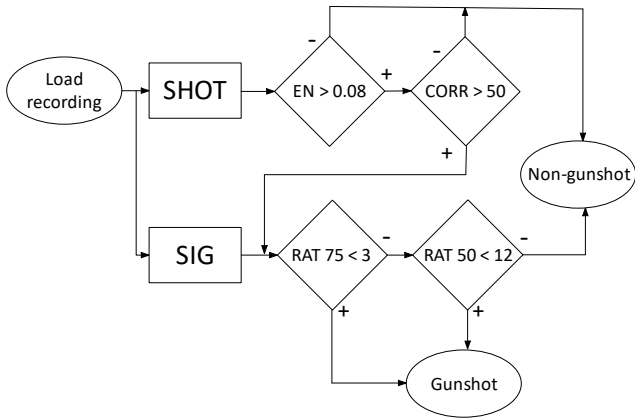 Load
recording
SHOT
EN > 0.08
CORR > 50
-
+
-
+
Non-gunshot
SIG
RAT 75 < 3
RAT 50 < 12
-
-
+
+
Gunshot